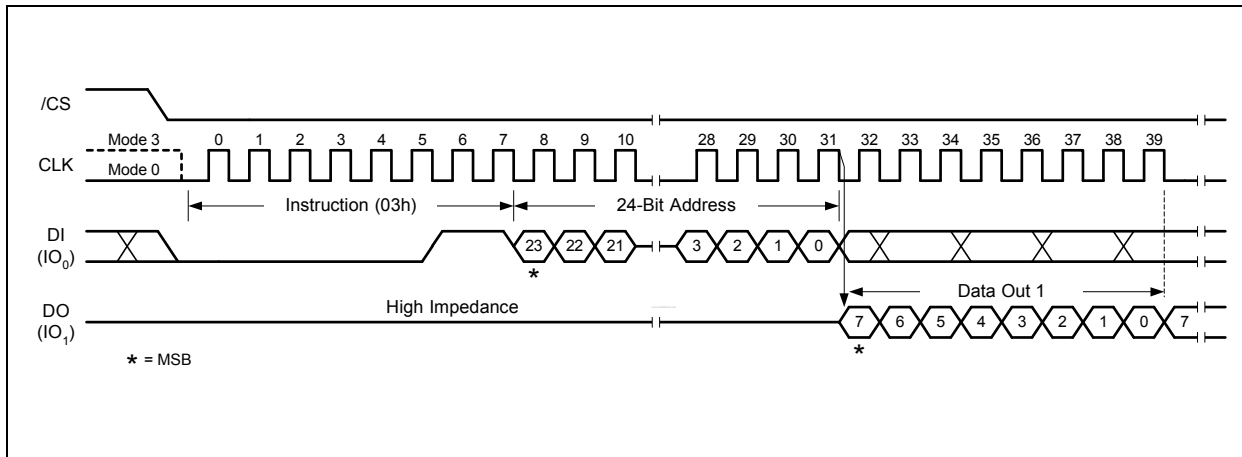 /CS
Mode 3
0 1 2 3 4 5 6 7 8 9 10 28 29 30 31 32 33 34 35 36 37 38 39
CLK
Mode 0
Instruction (03h)
24-Bit Address
DI
(IO0)
23 22 21 3 2 1 0
*
High Impedance
Data Out 1
DO
(IO1)
7 6 5 4 3 2 1 0 7
*
* = MSB